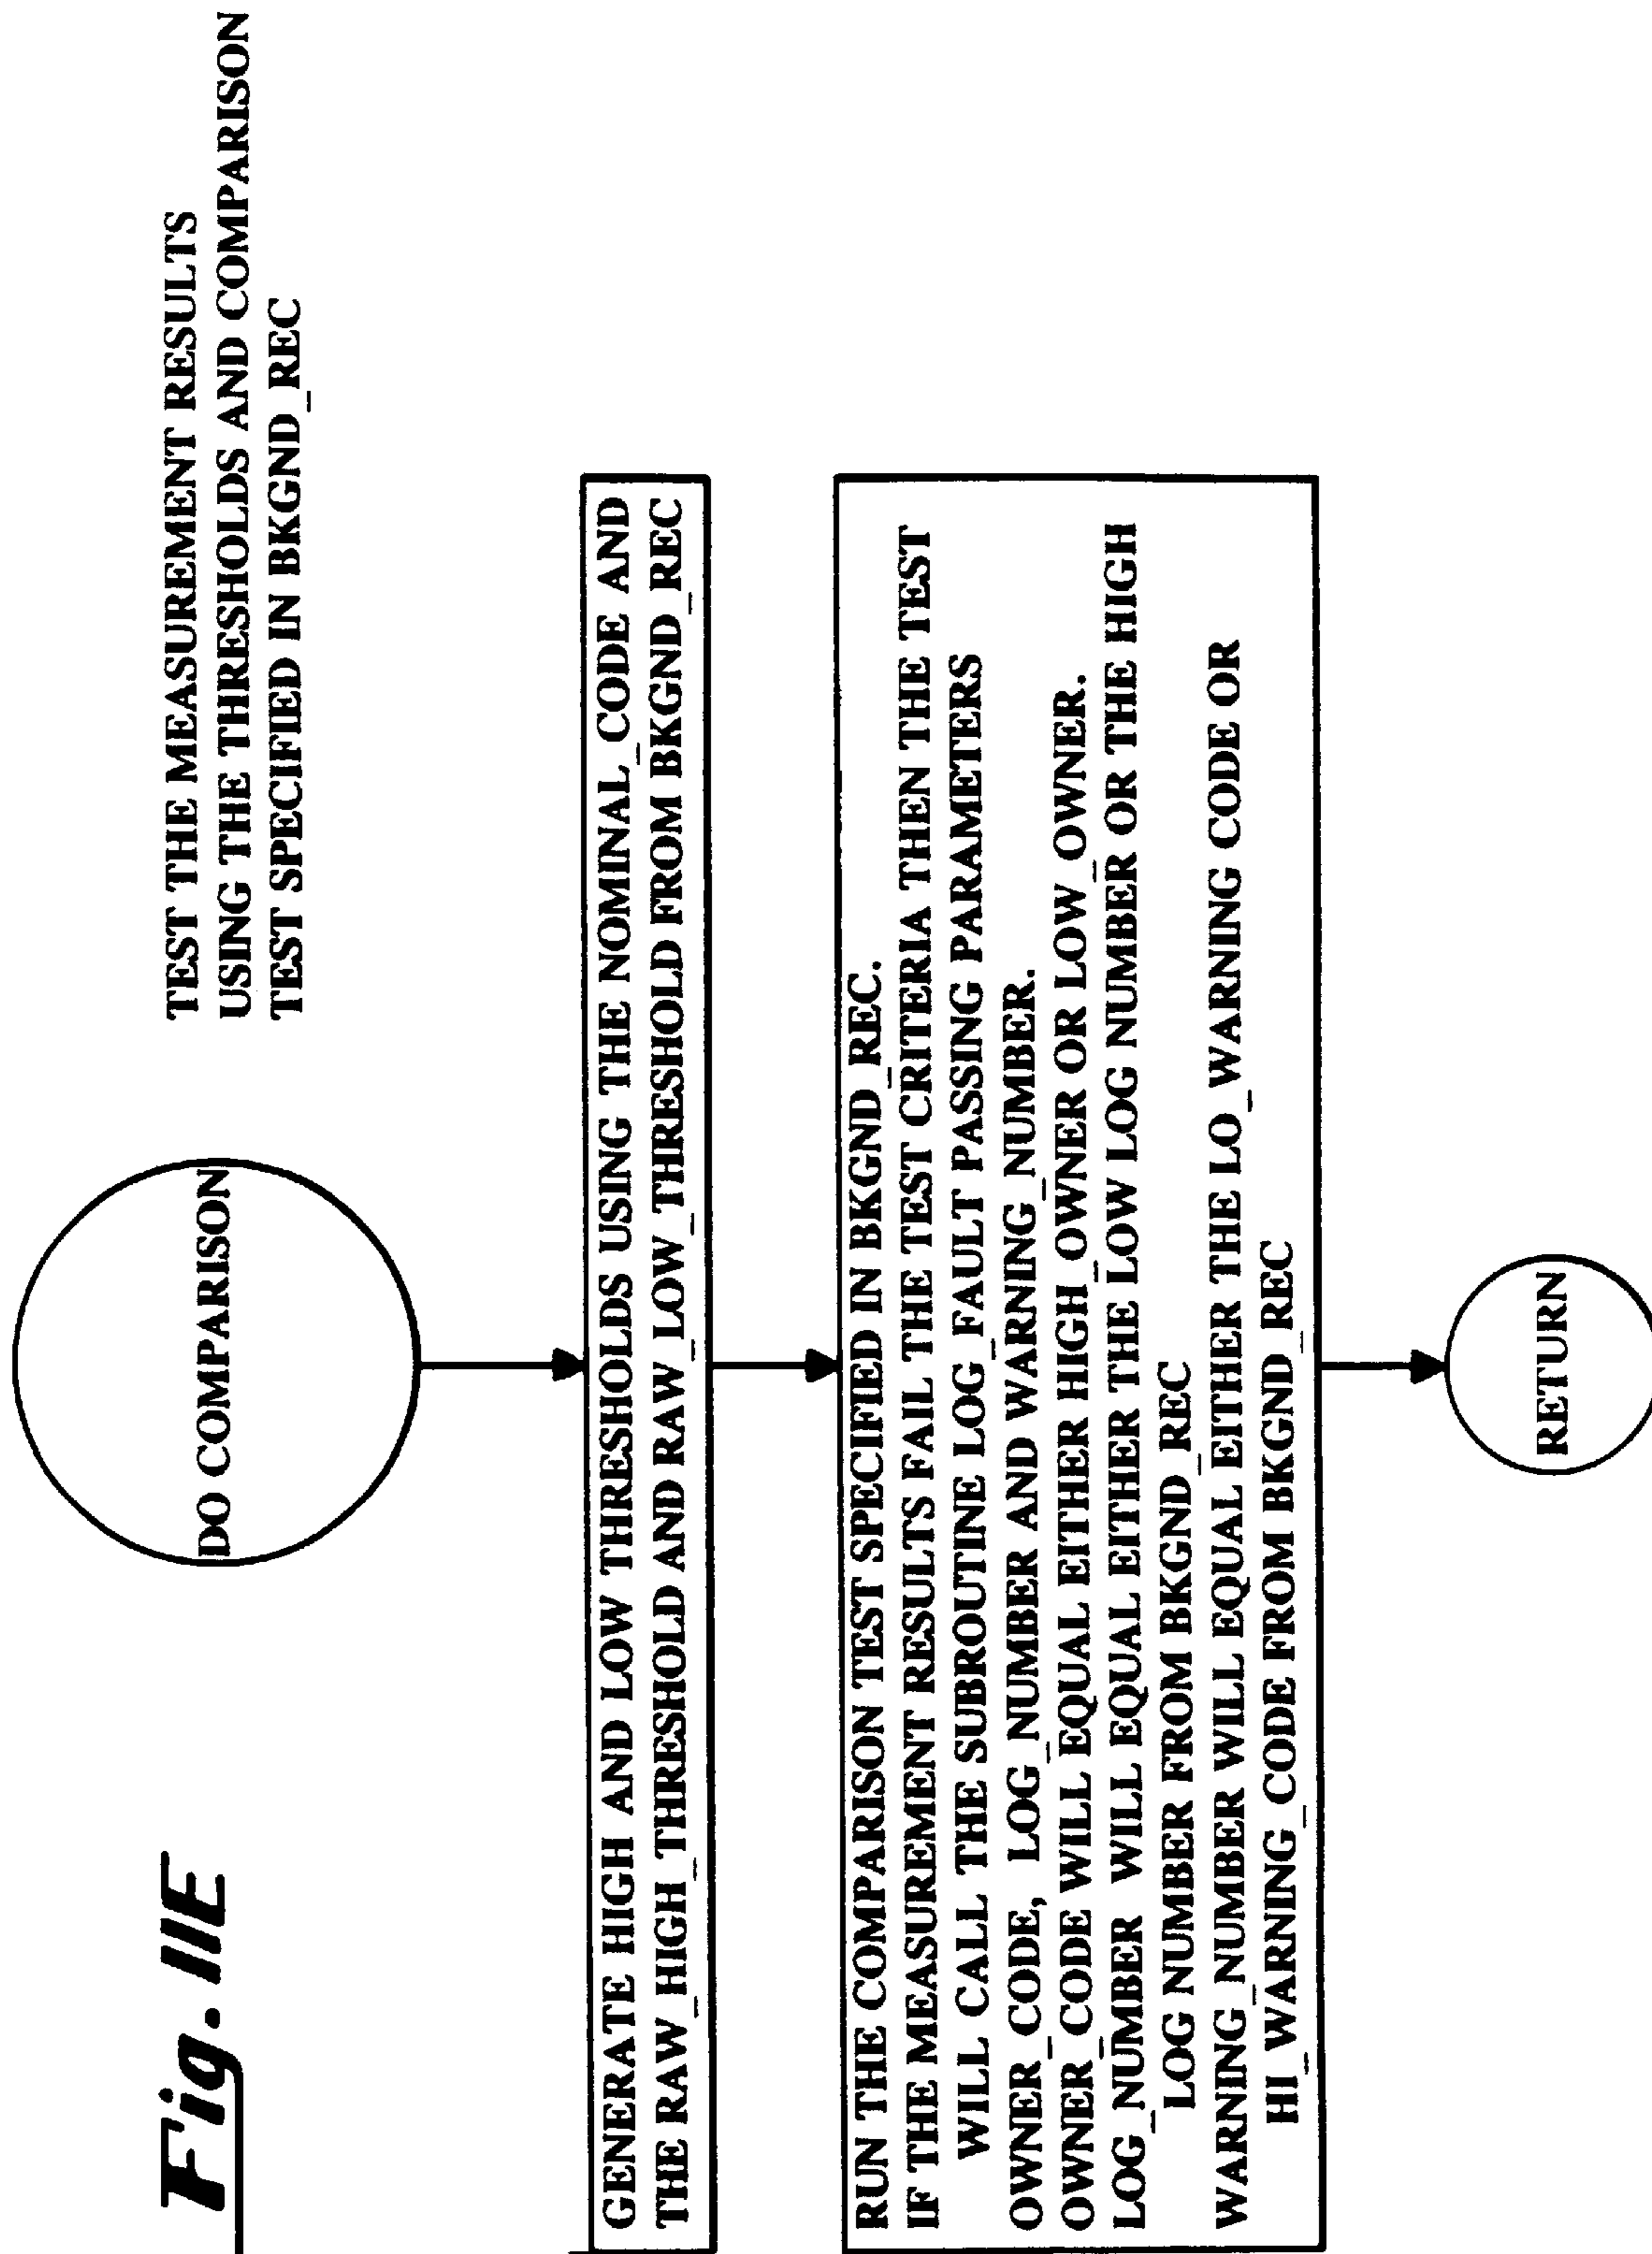 Fig. 11E
DO COMPARISON
TEST THE MEASUREMENT RESULTS
USING THE THRESHOLDS AND COMPARISON
TEST SPECIFIED IN BKGND_REC
GENERATE HIGH AND LOW THRESHOLDS USING THE NOMINAL_CODE AND
THE RAW_HIGH_THRESHOLD AND RAW_LOW_THRESHOLD FROM BKGND_REC
RUN THE COMPARISON TEST SPECIFIED IN BKGND_REC.
IF THE MEASUREMENT RESULTS FAIL THE TEST CRITERIA THEN THE TEST
WILL CALL THE SUBROUTINE LOG_FAULT PASSING PARAMETERS
OWNER_CODE, LOG_NUMBER AND WARNING_NUMBER.
OWNER_CODE WILL EQUAL EITHER HIGH_OWNER OR LOW_OWNER.
LOG_NUMBER WILL EQUAL EITHER THE LOW LOG NUMBER OR THE HIGH
LOG NUMBER FROM BKGND_REC
WARNING_NUMBER WILL EQUAL EITHER THE LO_WARNING CODE OR
HI_WARNING_CODE FROM BKGND_REC
RETURN